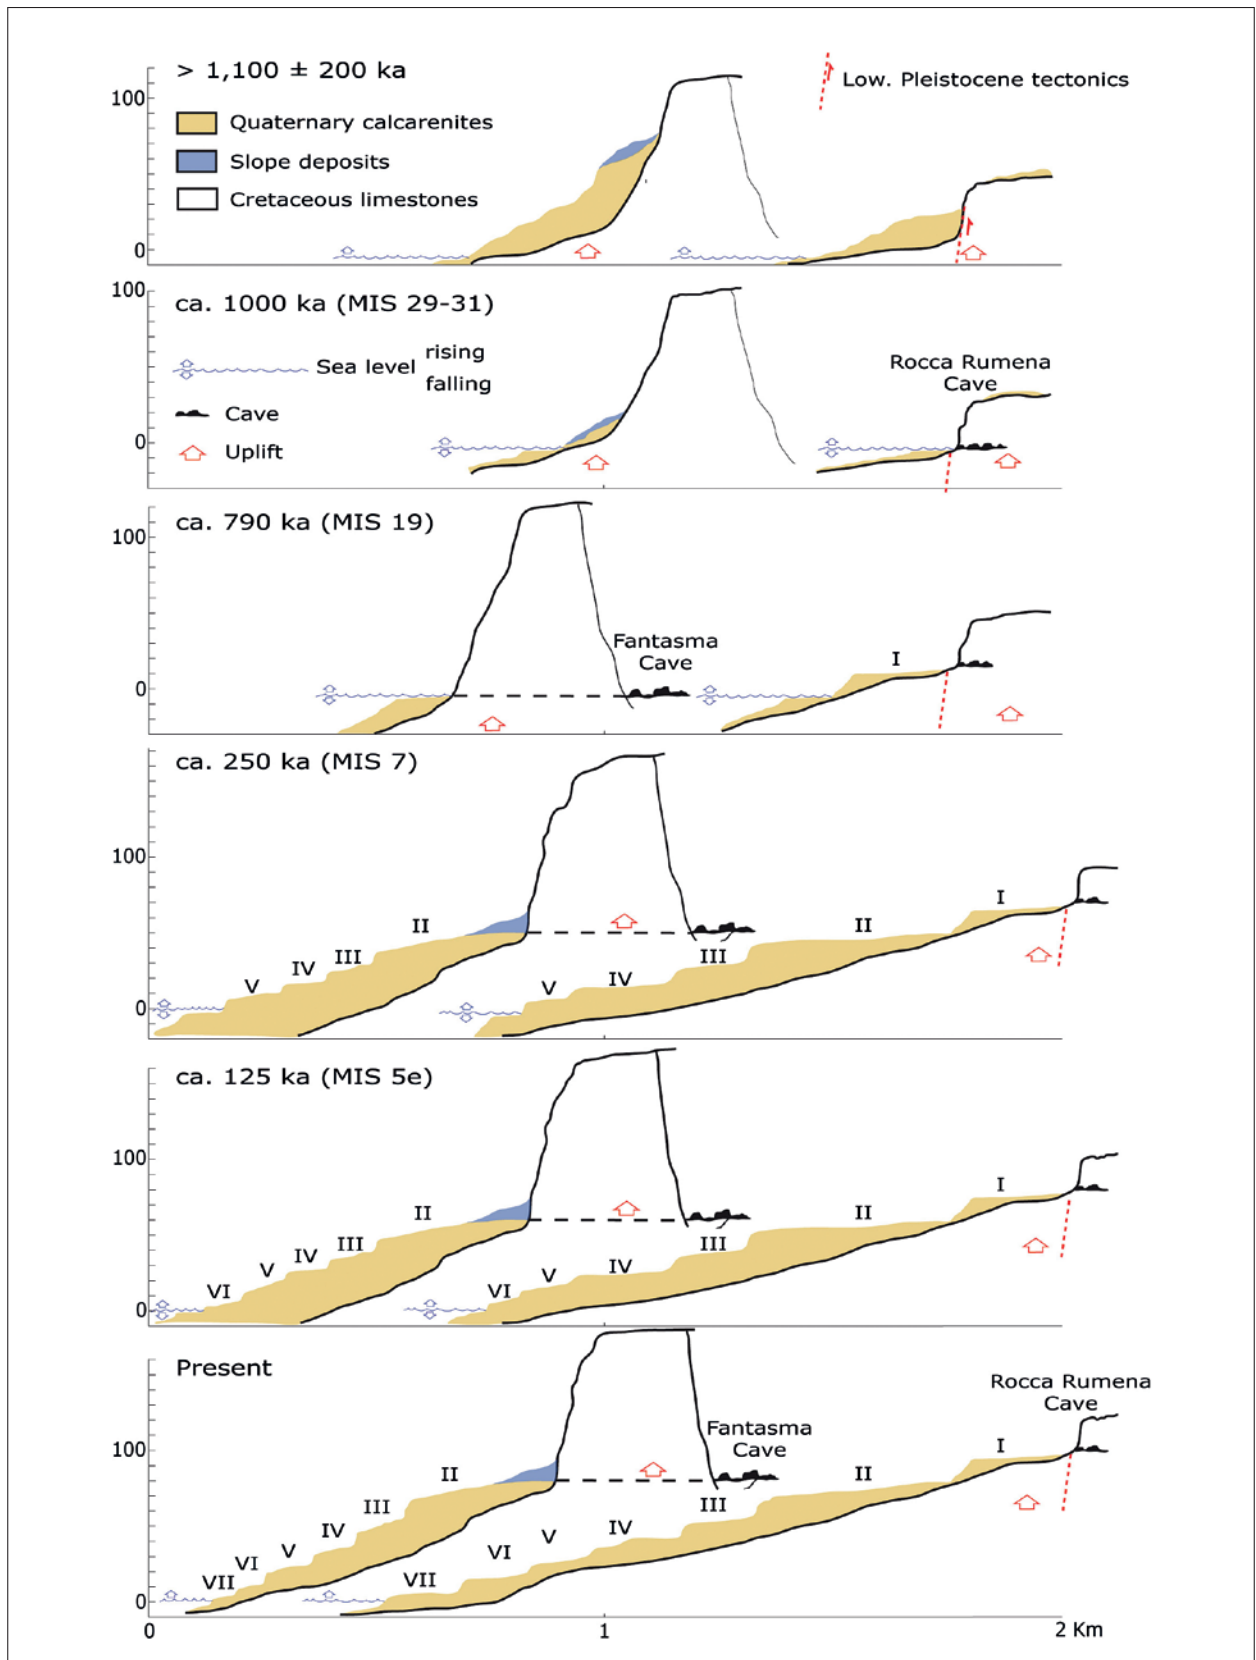 > 1,100 ± 200 ka
Low. Pleistocene tectonics
100
Quaternary calcarenites
Slope deposits
Cretaceous limestones
0
100
ca. 1000 ka (MIS 29-31)
Sea level rising
falling
Rocca Rumena
Cave
Cave
0
Uplift
ca. 790 ka (MIS 19)
100
Fantasma
Cave
I
0
ca. 250 ka (MIS 7)
100
I
II
II
III
III
IV
IV
V
V
0
ca. 125 ka (MIS 5e)
100
I
II
II
III
III
IV
IV
V
V
VI
VI
0
Present
Rocca Rumena
Cave
Fantasma
Cave
100
I
II
II
III
III
IV
IV
V
V
VI
VI
VII
VII
0
0
1
2 Km